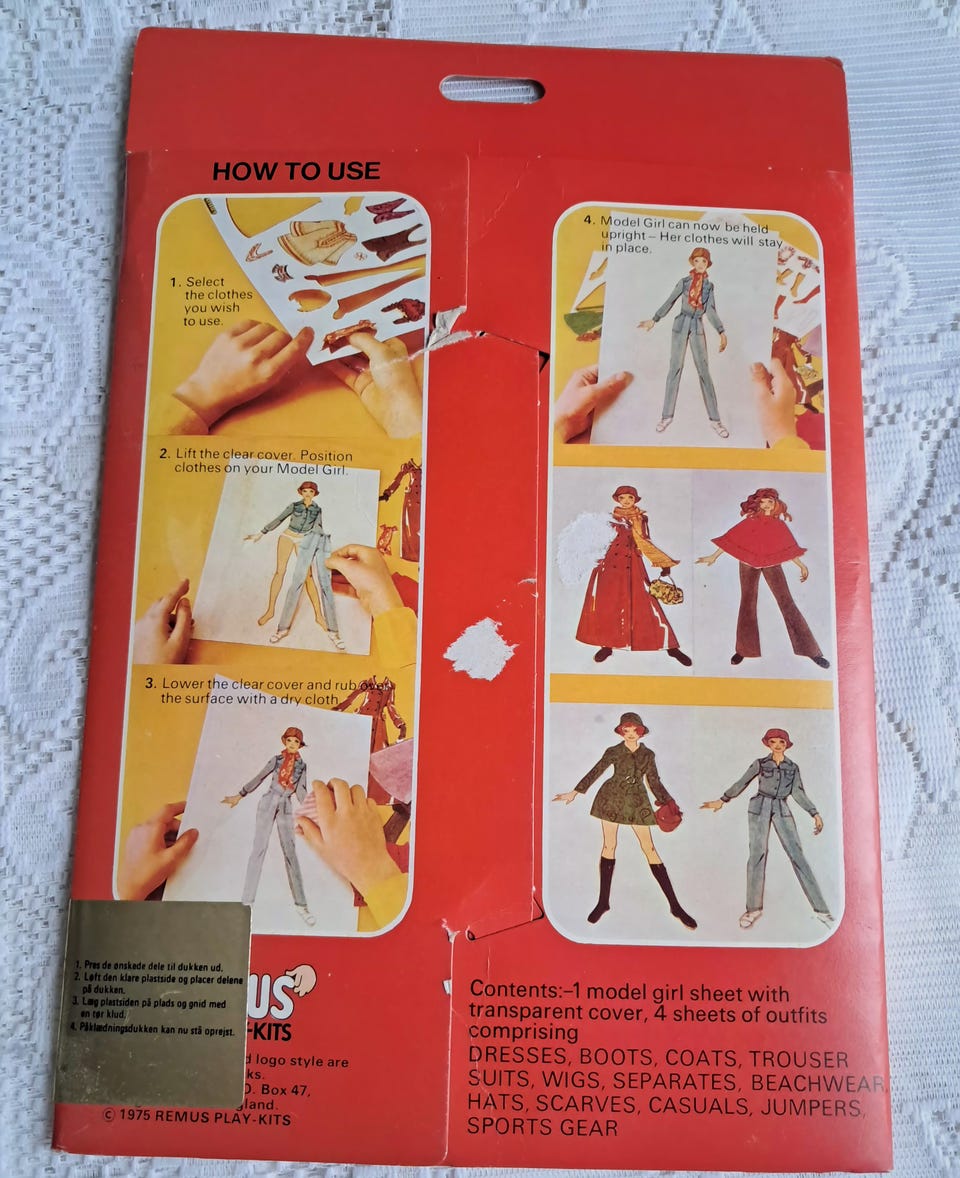 HOW TO USE
1. Select
the clothes
you wish
to use.
2. Lift the clear cover. Position
clothes on your Model Girl.
3. Lower the clear cover and rub over
the surface with a dry cloth.
4. Model Girl can now be held
upright – Her clothes will stay
in place.
1. Pres de ønskede dele til dukken ud.
2. Løft den klare plastside og placer delene
på dukken.
3. Læg plastsiden på plads og gnid med
en tør klud.
4. Påklædningsdukken kan nu stå oprejst.
US
-KITS
d logo style are
ks.
O. Box 47,
gland.
© 1975 REMUS PLAY-KITS
Contents:–1 model girl sheet with
transparent cover, 4 sheets of outfits
comprising
DRESSES, BOOTS, COATS, TROUSER
SUITS, WIGS, SEPARATES, BEACHWEAR,
HATS, SCARVES, CASUALS, JUMPERS,
SPORTS GEAR